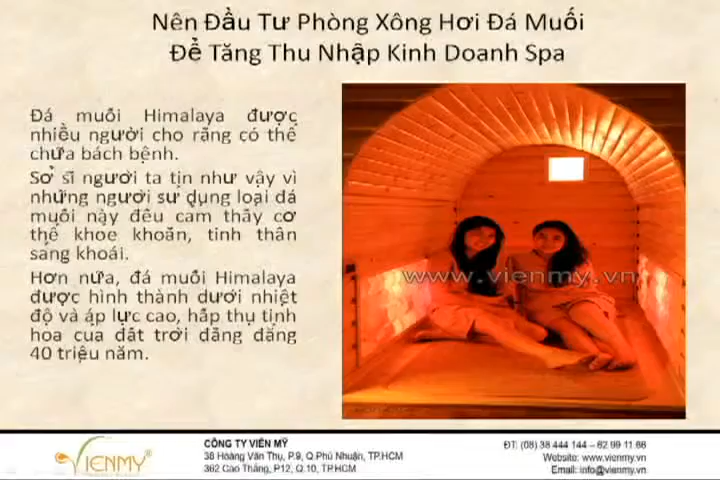 Nên Đầu Tư Phòng Xông Hơi Đá Muối
Để Tăng Thu Nhập Kinh Doanh Spa
Đá muối Himalaya được
nhiều người cho rằng có thể
chữa bách bệnh.
Sở sĩ người ta tin như vậy vì
những người sử dụng loại đá
muối này đều cảm thấy cơ
thể khỏe khoắn, tinh thần
sảng khoái.
Hơn nữa, đá muối Himalaya
được hình thành dưới nhiệt
độ và áp lực cao, hấp thụ tinh
hoa của đất trời đằng đẵng
40 triệu năm.
www.vienmy.vn
VIENMY®
CÔNG TY VIÊN MỸ
38 Hoàng Văn Thụ, P.9, Q.Phú Nhuận, TP.HCM
362 Cao Thắng, P.12, Q.10, TP.HCM
ĐT: (08) 38 444 144 – 62 99 11 66
Website: www.vienmy.vn
Email: info@vienmy.vn